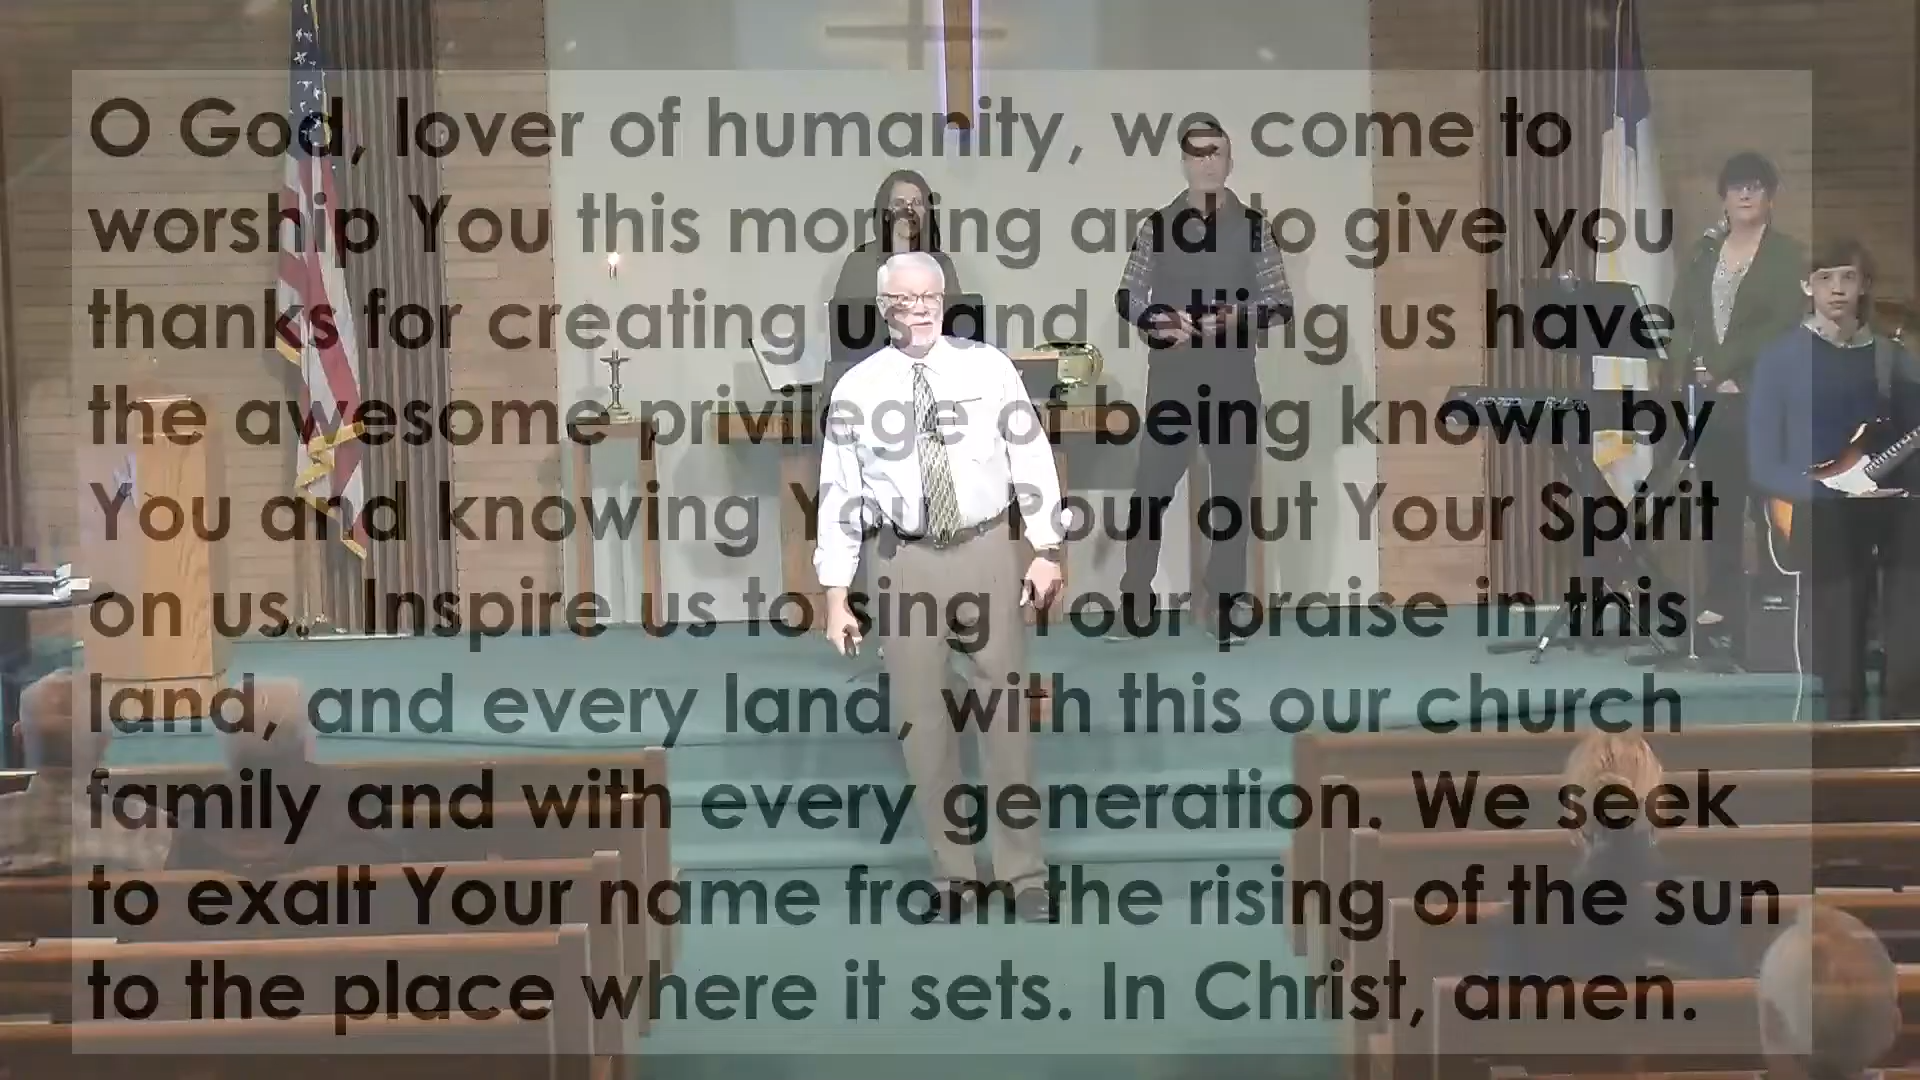 O God, lover of humanity, we come to
worship You this morning and to give you
thanks for creating us and letting us have
the awesome privilege of being known by
You and knowing You. Pour out Your Spirit
on us. Inspire us to sing Your praise in this
land, and every land, with this our church
family and with every generation. We seek
to exalt Your name from the rising of the sun
to the place where it sets. In Christ, amen.